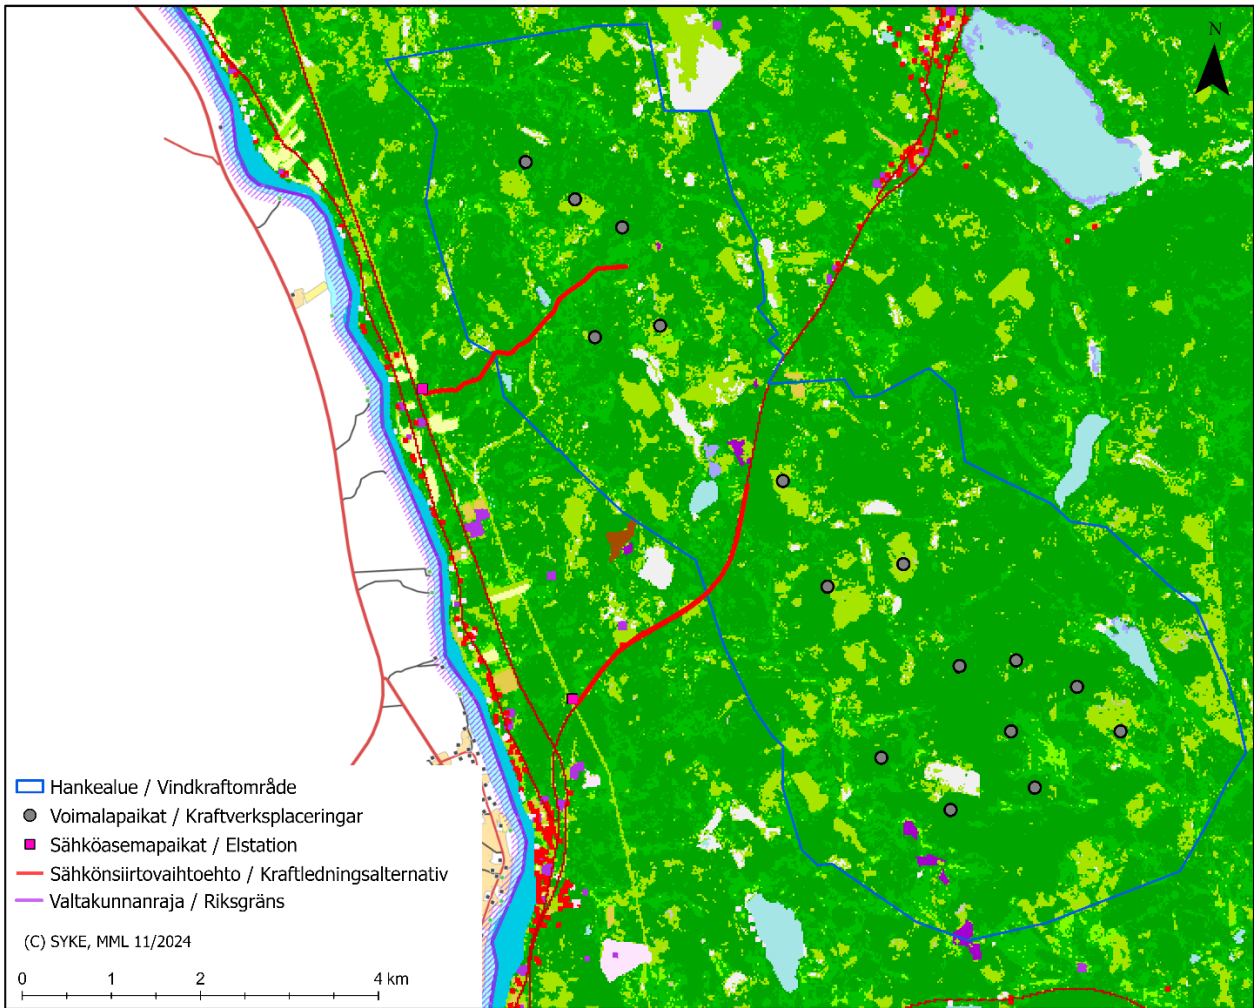 N
Hankealue / Vindkraftområde
Voimalapaikat / Kraftverksplaceringar
Sähköasemapaikat / Elstation
Sähkönsiirtovaihtoehto / Kraftledningsalternativ
Valtakunnanraja / Riksgräns
(C) SYKE, MML 11/2024
0 1 2 4 km